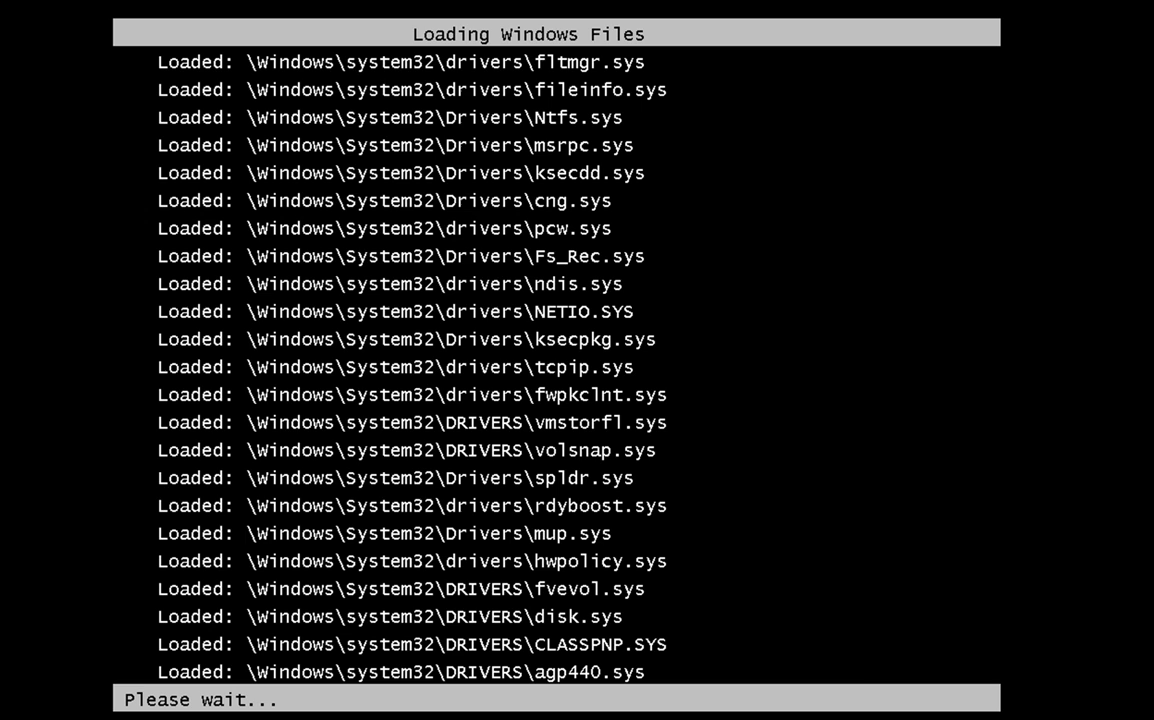 Loading Windows Files
Loaded: \Windows\system32\drivers\fltmgr.sys
Loaded: \Windows\system32\drivers\fileinfo.sys
Loaded: \Windows\System32\Drivers\Ntfs.sys
Loaded: \Windows\System32\Drivers\msrpc.sys
Loaded: \Windows\System32\Drivers\ksecdd.sys
Loaded: \Windows\System32\Drivers\cng.sys
Loaded: \Windows\System32\drivers\pcw.sys
Loaded: \Windows\System32\Drivers\Fs_Rec.sys
Loaded: \Windows\system32\drivers\ndis.sys
Loaded: \Windows\system32\drivers\NETIO.SYS
Loaded: \Windows\System32\Drivers\ksecpkg.sys
Loaded: \Windows\System32\drivers\tcpip.sys
Loaded: \Windows\System32\drivers\fwpkclnt.sys
Loaded: \Windows\system32\DRIVERS\vmstorfl.sys
Loaded: \Windows\system32\DRIVERS\volsnap.sys
Loaded: \Windows\System32\Drivers\spldr.sys
Loaded: \Windows\System32\drivers\rdyboost.sys
Loaded: \Windows\System32\Drivers\mup.sys
Loaded: \Windows\System32\drivers\hwpolicy.sys
Loaded: \Windows\System32\DRIVERS\fvevol.sys
Loaded: \Windows\system32\DRIVERS\disk.sys
Loaded: \Windows\system32\DRIVERS\CLASSPNP.SYS
Loaded: \Windows\system32\DRIVERS\agp440.sys
Please wait...